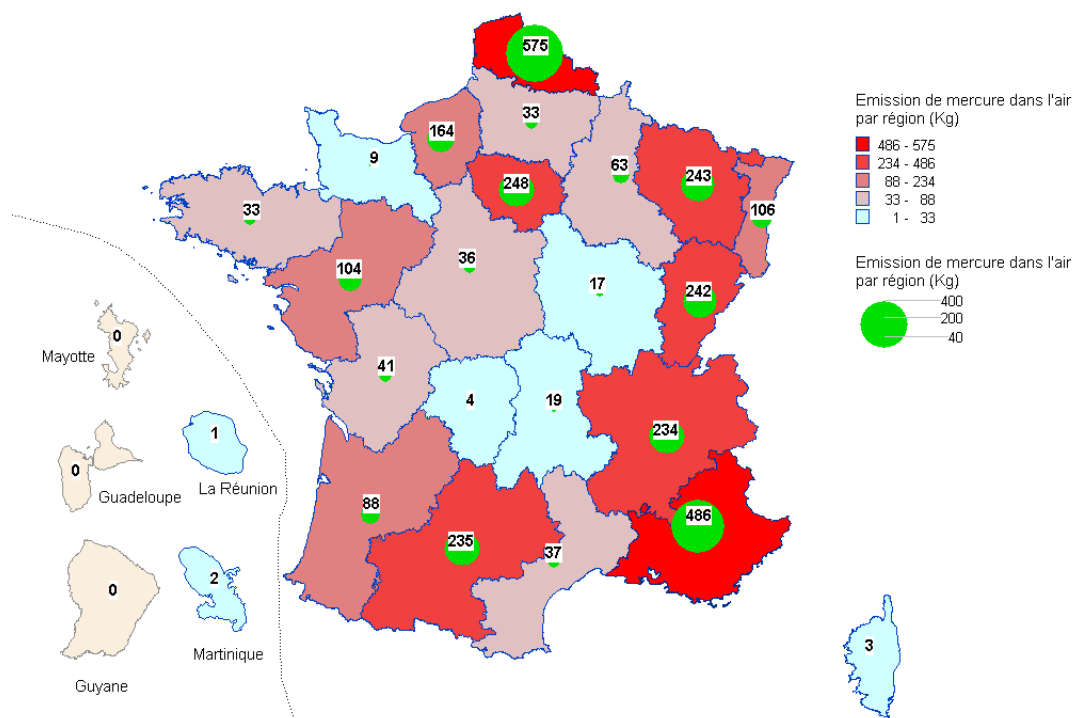 575
33
164
9
63
243
248
106
33
36
104
17
242
0
Mayotte
41
4
19
1
234
0
La Réunion
Guadeloupe
88
486
235
37
0
2
Martinique
Guyane
3
Emission de mercure dans l'air
par région (Kg)
486 - 575
234 - 486
88 - 234
33 - 88
1 - 33
Emission de mercure dans l'air
par région (Kg)
400
200
40